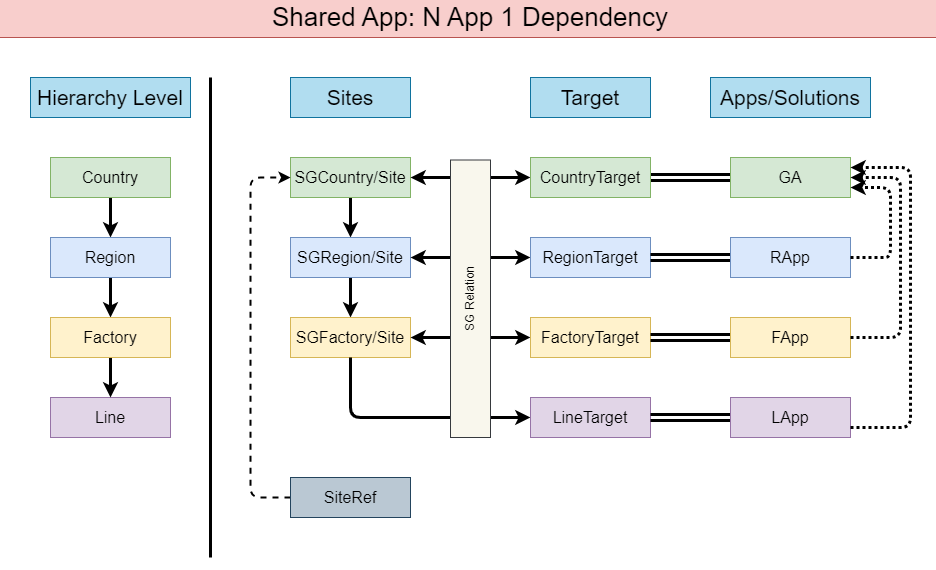 Shared App: N App 1 Dependency
Hierarchy Level
Sites
Target
Apps/Solutions
Country
SGCountry/Site
CountryTarget
GA
Region
SGRegion/Site
RegionTarget
RApp
SG Relation
Factory
SGFactory/Site
FactoryTarget
FApp
Line
LineTarget
LApp
SiteRef